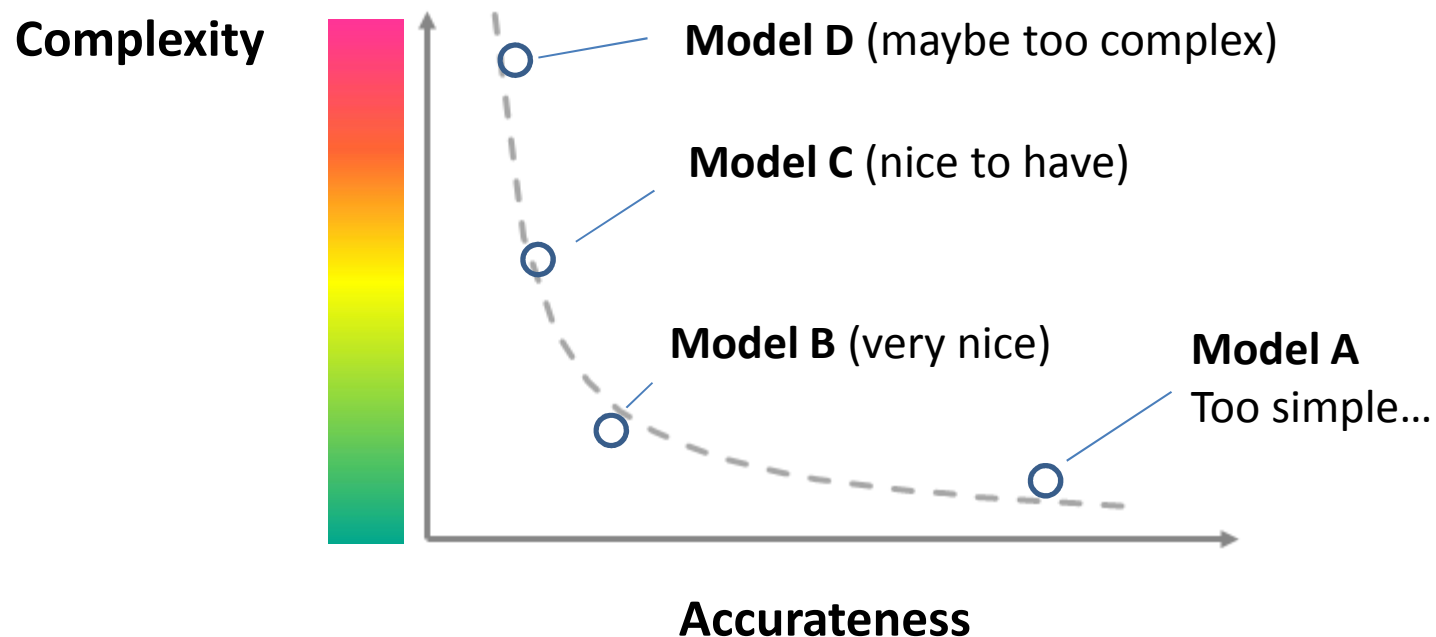 Complexity
Model D (maybe too complex)
Model C (nice to have)
Model B (very nice)
Model A
Too simple...
Accurateness